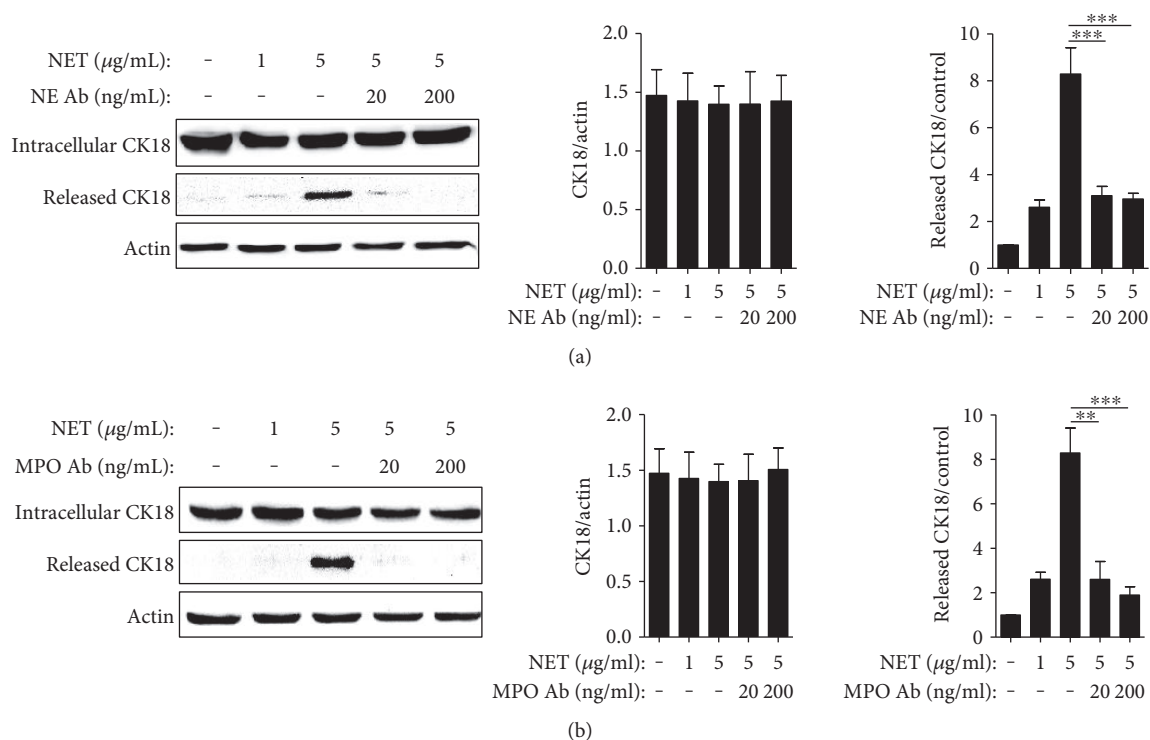 NET (μg/mL): – 1 5 5 5
NE Ab (ng/mL): – – – 20 200
Intracellular CK18
Released CK18
Actin
CK18/actin
2.0
1.5
1.0
0.5
0.0
NET (μg/ml): – 1 5 5 5
NE Ab (ng/ml): – – – 20 200
Released CK18/control
10
8
6
4
2
0
***
***
NET (μg/ml): – 1 5 5 5
NE Ab (ng/ml): – – – 20 200
(a)
NET (μg/mL): – 1 5 5 5
MPO Ab (ng/mL): – – – 20 200
Intracellular CK18
Released CK18
Actin
CK18/actin
2.0
1.5
1.0
0.5
0.0
NET (μg/ml): – 1 5 5 5
MPO Ab (ng/ml): – – – 20 200
Released CK18/control
10
8
6
4
2
0
***
**
NET (μg/ml): – 1 5 5 5
MPO Ab (ng/ml): – – – 20 200
(b)